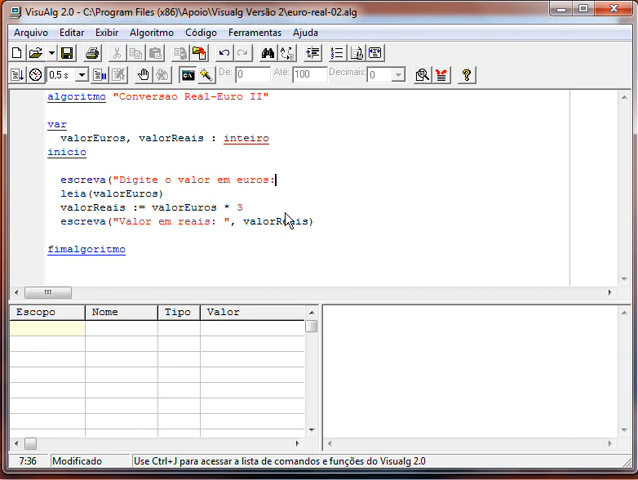 VisuAlg 2.0 - C:\Program Files (x86)\Apoio\Visualg Versão 2\euro-real-02.alg
Arquivo Editar Exibir Algoritmo Código Ferramentas Ajuda
0,5 s De: 0 Até: 100 Decimais: 0
algoritmo "Conversao Real-Euro II"
var
valorEuros, valorReais : inteiro
inicio
escreva("Digite o valor em euros:
leia(valorEuros)
valorReais := valorEuros * 3
escreva("Valor em reais: ", valorReais)
fimalgoritmo
Escopo Nome Tipo Valor
7:36 Modificado Use Ctrl+J para acessar a lista de comandos e funções do Visualg 2.0